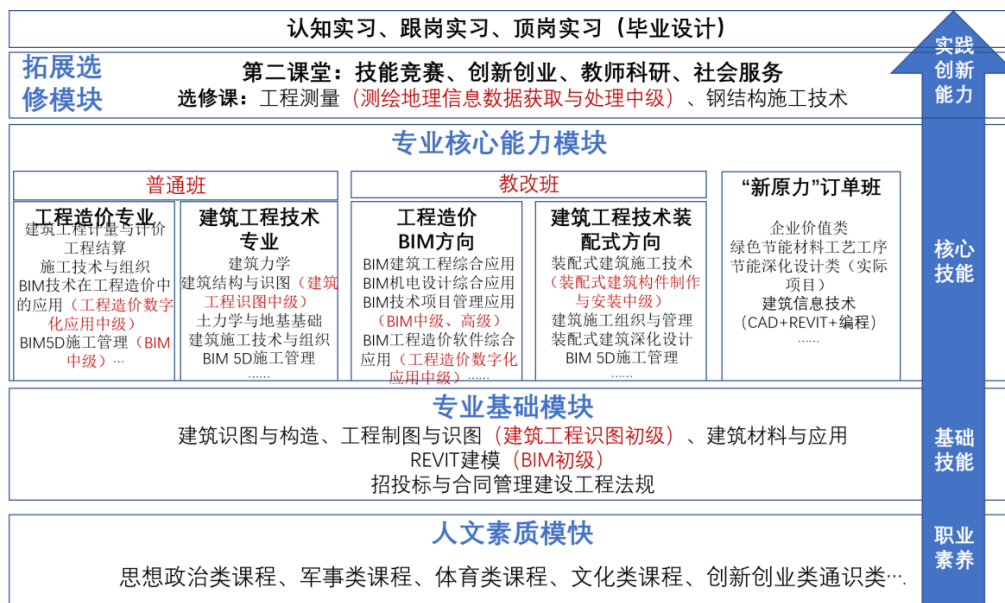 认知实习、跟岗实习、顶岗实习（毕业设计）
拓展选
修模块
第二课堂：技能竞赛、创新创业、教师科研、社会服务
选修课：工程测量（测绘地理信息数据获取与处理中级）、钢结构施工技术
实践
创新
能力
专业核心能力模块
普通班
工程造价专业
建筑工程计量与计价
工程结算
施工技术与组织
BIM技术在工程造价中
的应用（工程造价数字
化应用中级）
BIM5D施工管理（BIM
中级）…
建筑工程技术
专业
建筑力学
建筑结构与识图（建筑
工程识图中级）
土力学与地基基础
建筑施工技术与组织
BIM 5D施工管理
……
教改班
工程造价
BIM方向
BIM建筑工程综合应用
BIM机电设计综合应用
BIM技术项目管理应用
（BIM中级、高级）
BIM工程造价软件综合
应用（工程造价数字化
应用中级）……
建筑工程技术装
配式方向
装配式建筑施工技术
（装配式建筑构件制作
与安装中级）
建筑施工组织与管理
装配式建筑深化设计
BIM 5D施工管理
……
“新原力”订单班
企业价值类
绿色节能材料工艺工序
节能深化设计类（实际
项目）
建筑信息技术
（CAD+REVIT+编程）
……
核心
技能
专业基础模块
建筑识图与构造、工程制图与识图（建筑工程识图初级）、建筑材料与应用
REVIT建模（BIM初级）
招投标与合同管理建设工程法规
基础
技能
人文素质模快
思想政治类课程、军事类课程、体育类课程、文化类课程、创新创业类通识类….
职业
素养